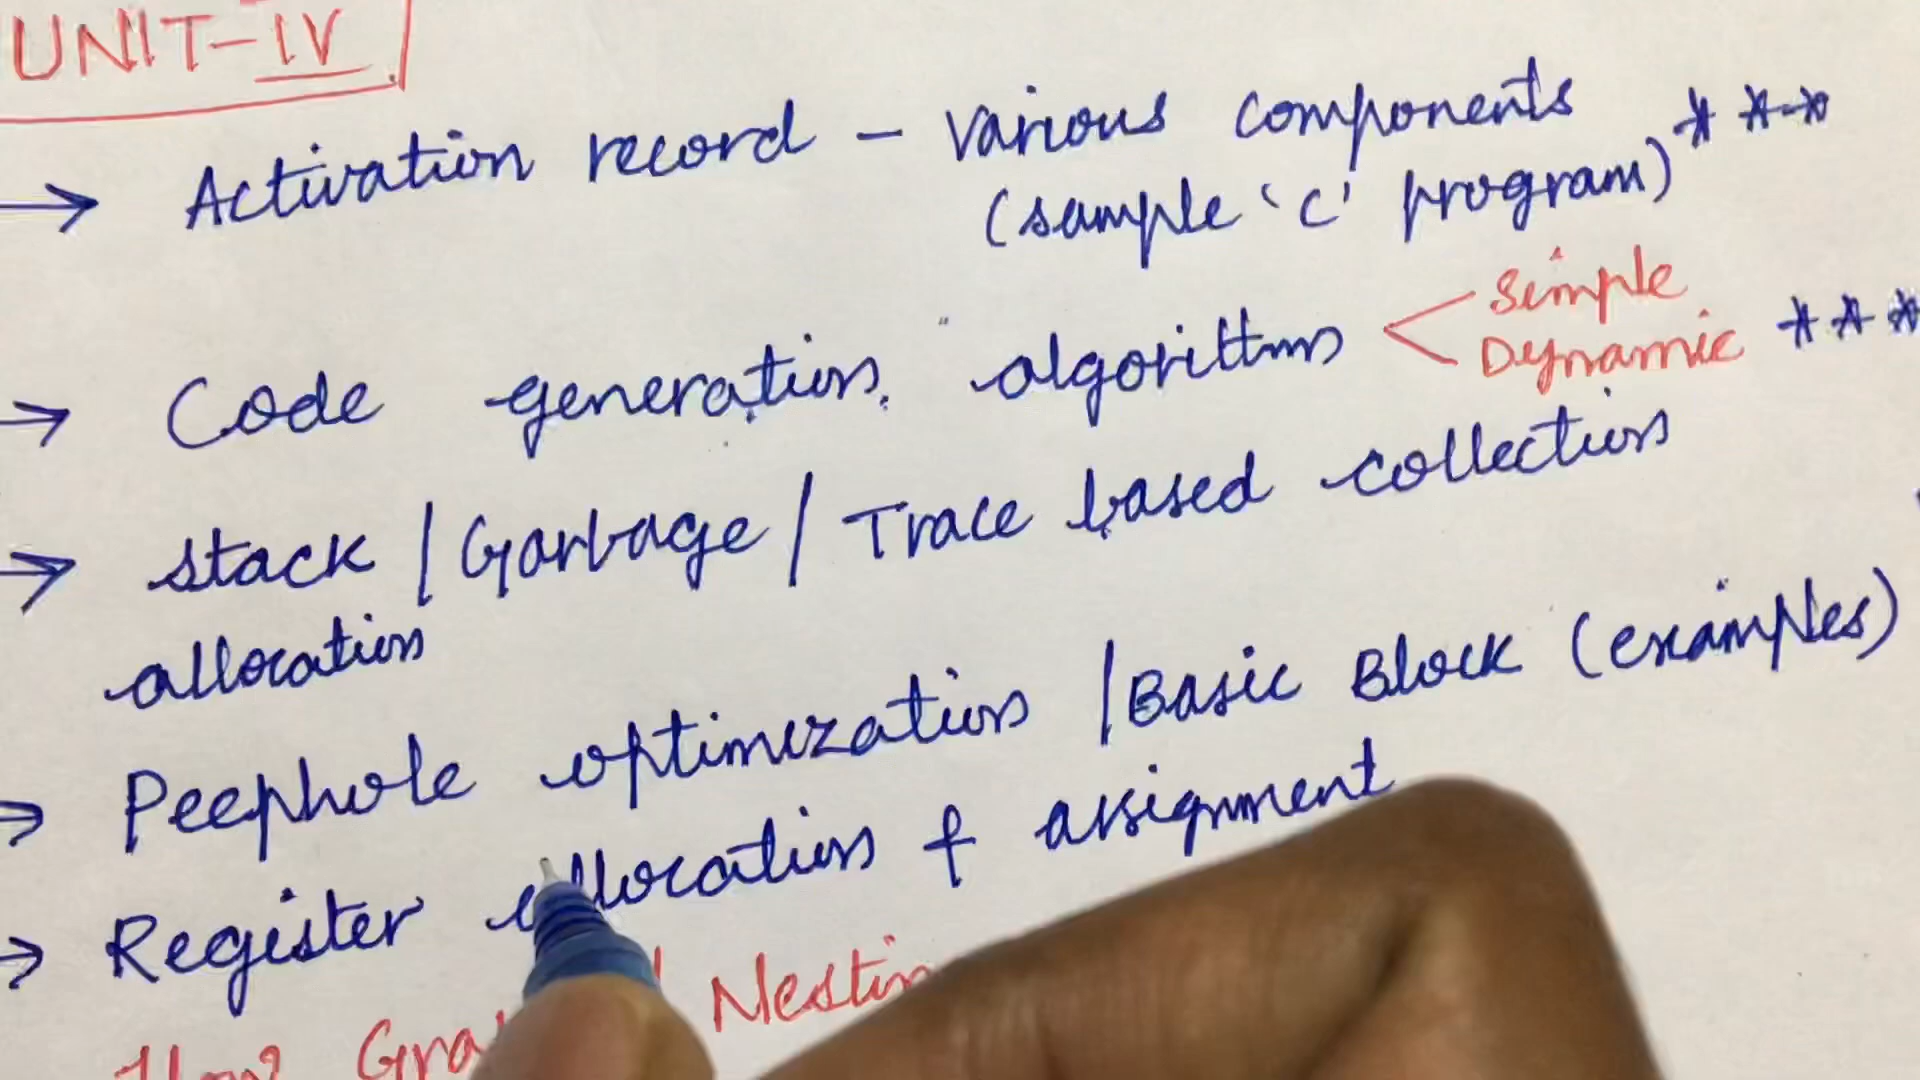 UNIT-IV
→ Activation record - various components ***
(sample 'c' program)
→ Code generation algorithms < Simple
Dynamic ***
→ stack / Garbage / Trace based collection
allocation
→ Peephole optimization / Basic Block (examples)
→ Register allocation & assignment